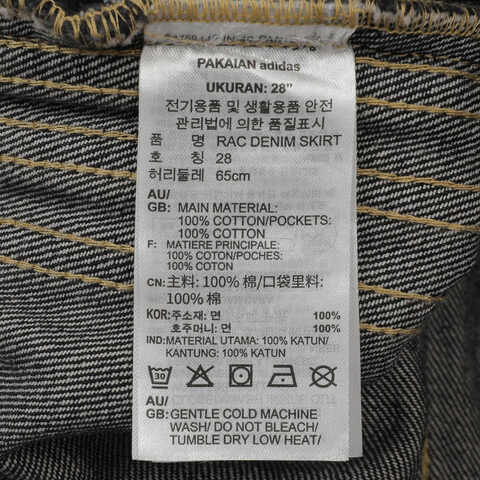 PAKAIAN adidas
UKURAN: 28"
전기용품 및 생활용품 안전
관리법에 의한 품질표시
품 명 RAC DENIM SKIRT
호 칭 28
허리둘레 65cm
AU/
GB: MAIN MATERIAL:
100% COTTON/POCKETS:
100% COTTON
F: MATIERE PRINCIPALE:
100% COTON/POCHES:
100% COTON
CN: 主料: 100% 棉/口袋里料:
100% 棉
KOR: 주소재: 면 100%
호주머니: 면 100%
IND: MATERIAL UTAMA: 100% KATUN/
KANTUNG: 100% KATUN
30
AU/
GB: GENTLE COLD MACHINE
WASH/ DO NOT BLEACH/
TUMBLE DRY LOW HEAT/